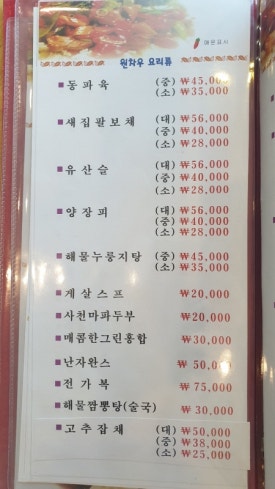 매운표시
원차우 요리류
동파육 (중) ₩45,000
(소) ₩35,000
새집팔보채 (대) ₩56,000
(중) ₩40,000
(소) ₩28,000
유산슬 (대) ₩56,000
(중) ₩40,000
(소) ₩28,000
양장피 (대) ₩56,000
(중) ₩40,000
(소) ₩28,000
해물누룽지탕 (중) ₩45,000
(소) ₩35,000
게살스프 ₩20,000
사천마파두부 ₩20,000
매콤한그린홍합 ₩30,000
난자완스 ₩50,000
전가복 ₩75,000
해물짬뽕탕(술국) ₩30,000
고추잡채 (대) ₩50,000
(중) ₩38,000
(소) ₩25,000